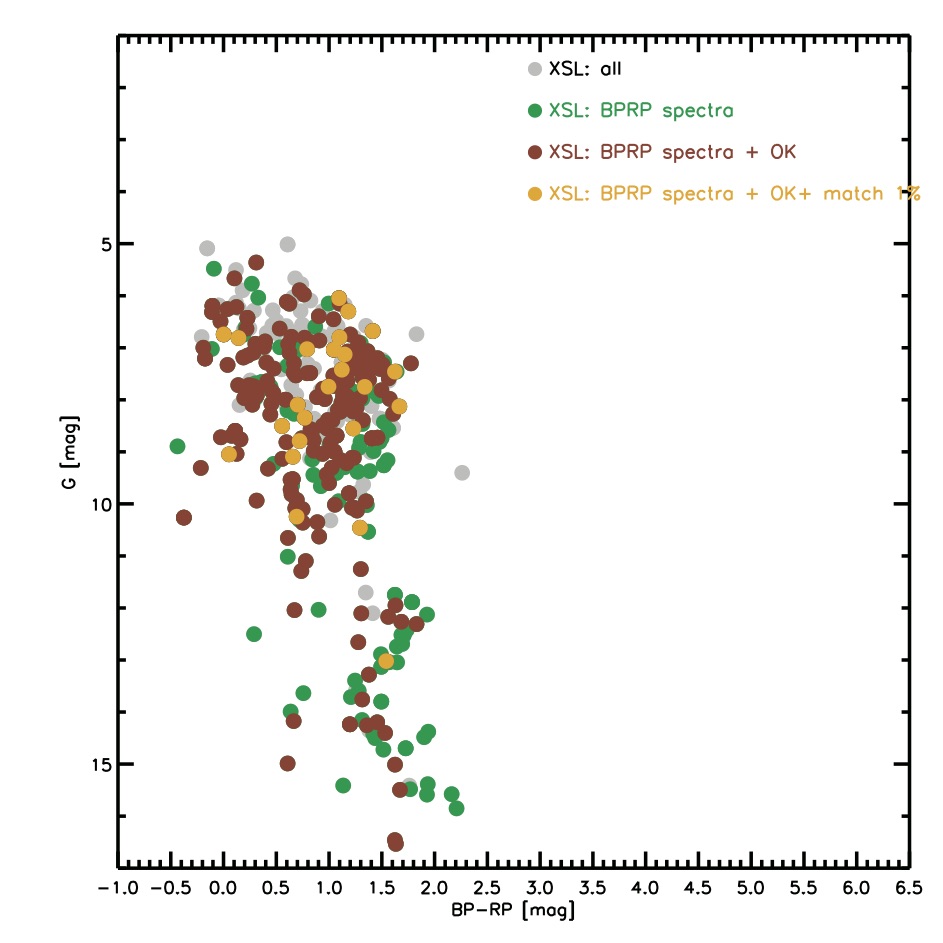 XSL: all
XSL: BPRP spectra
XSL: BPRP spectra + OK
XSL: BPRP spectra + OK+ match 1%
5
10
15
G [mag]
-1.0 -0.5 0.0 0.5 1.0 1.5 2.0 2.5 3.0 3.5 4.0 4.5 5.0 5.5 6.0 6.5
BP-RP [mag]